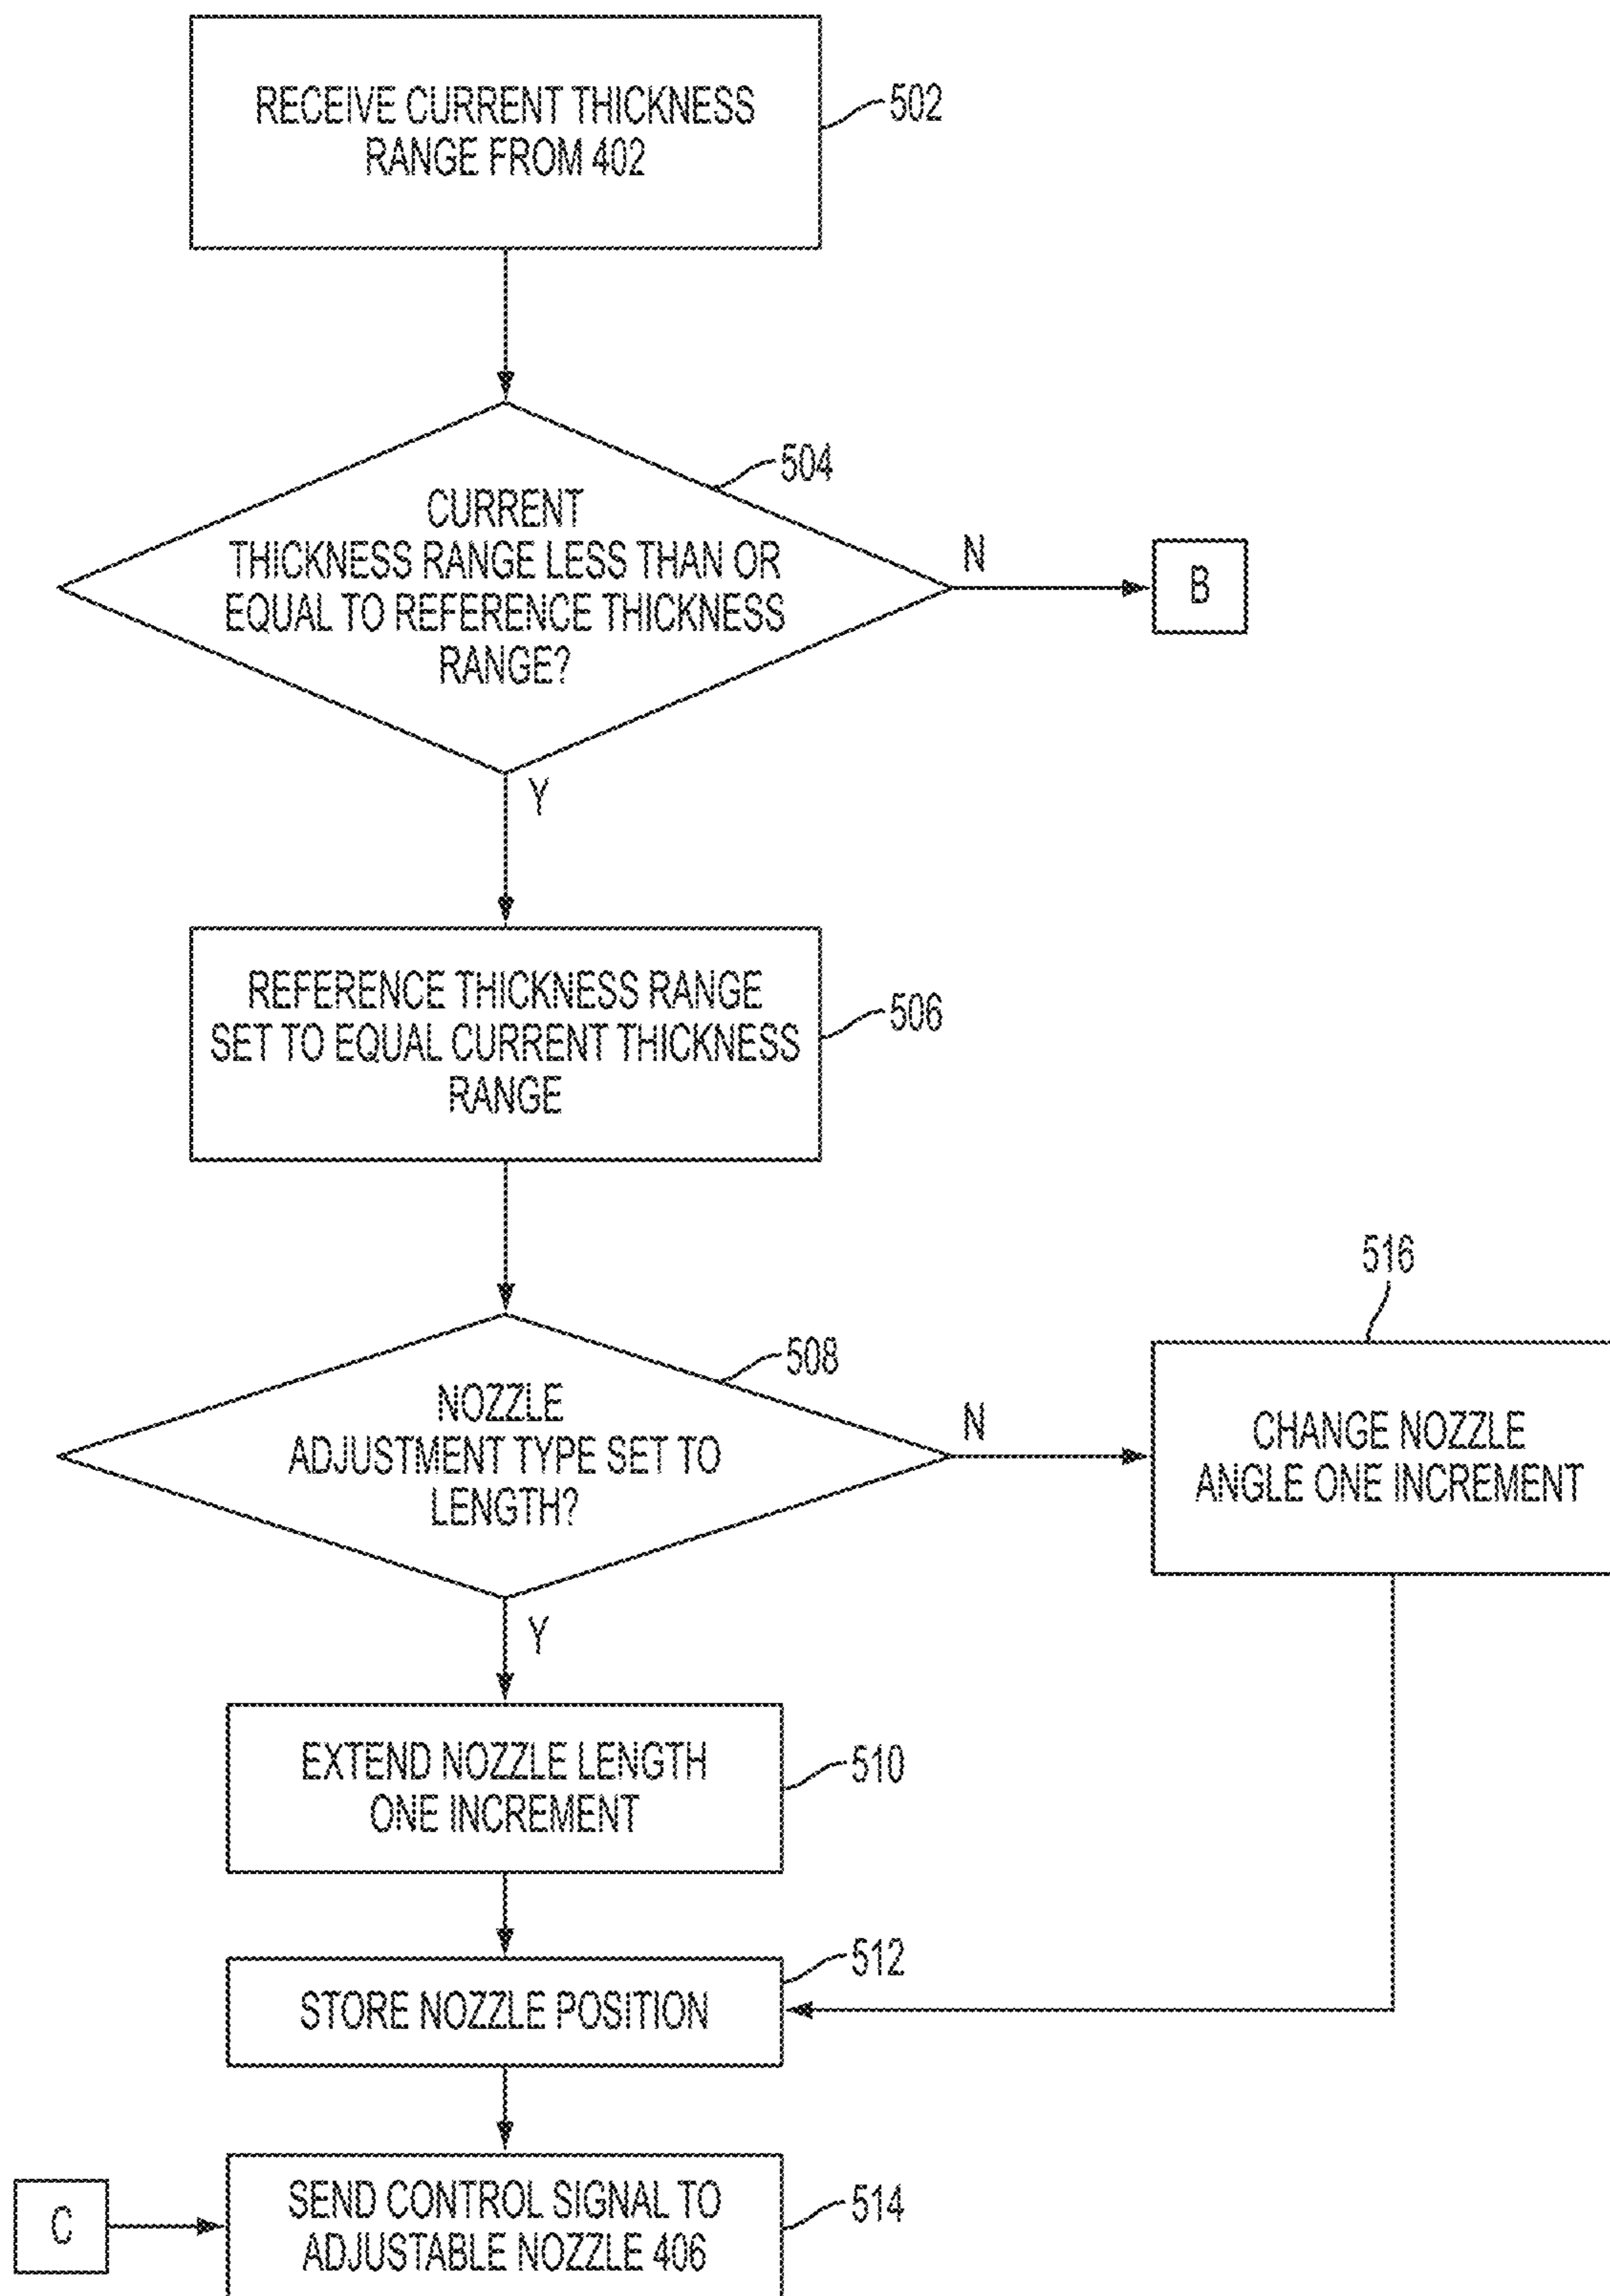 RECEIVE CURRENT THICKNESS
RANGE FROM 402
502
504
CURRENT
THICKNESS RANGE LESS THAN OR
EQUAL TO REFERENCE THICKNESS
RANGE?
N
B
Y
REFERENCE THICKNESS RANGE
SET TO EQUAL CURRENT THICKNESS
RANGE
506
508
NOZZLE
ADJUSTMENT TYPE SET TO
LENGTH?
N
516
CHANGE NOZZLE
ANGLE ONE INCREMENT
Y
EXTEND NOZZLE LENGTH
ONE INCREMENT
510
STORE NOZZLE POSITION
512
C
SEND CONTROL SIGNAL TO
ADJUSTABLE NOZZLE 406
514